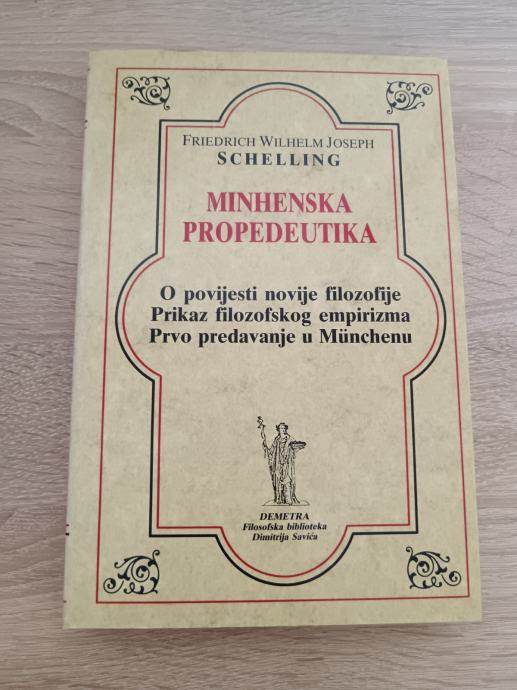 FRIEDRICH WILHELM JOSEPH
SCHELLING
MINHENSKA
PROPEDEUTIKA
O povijesti novije filozofije
Prikaz filozofskog empirizma
Prvo predavanje u Münchenu
DEMETRA
Filosofska biblioteka
Dimitrija Savića